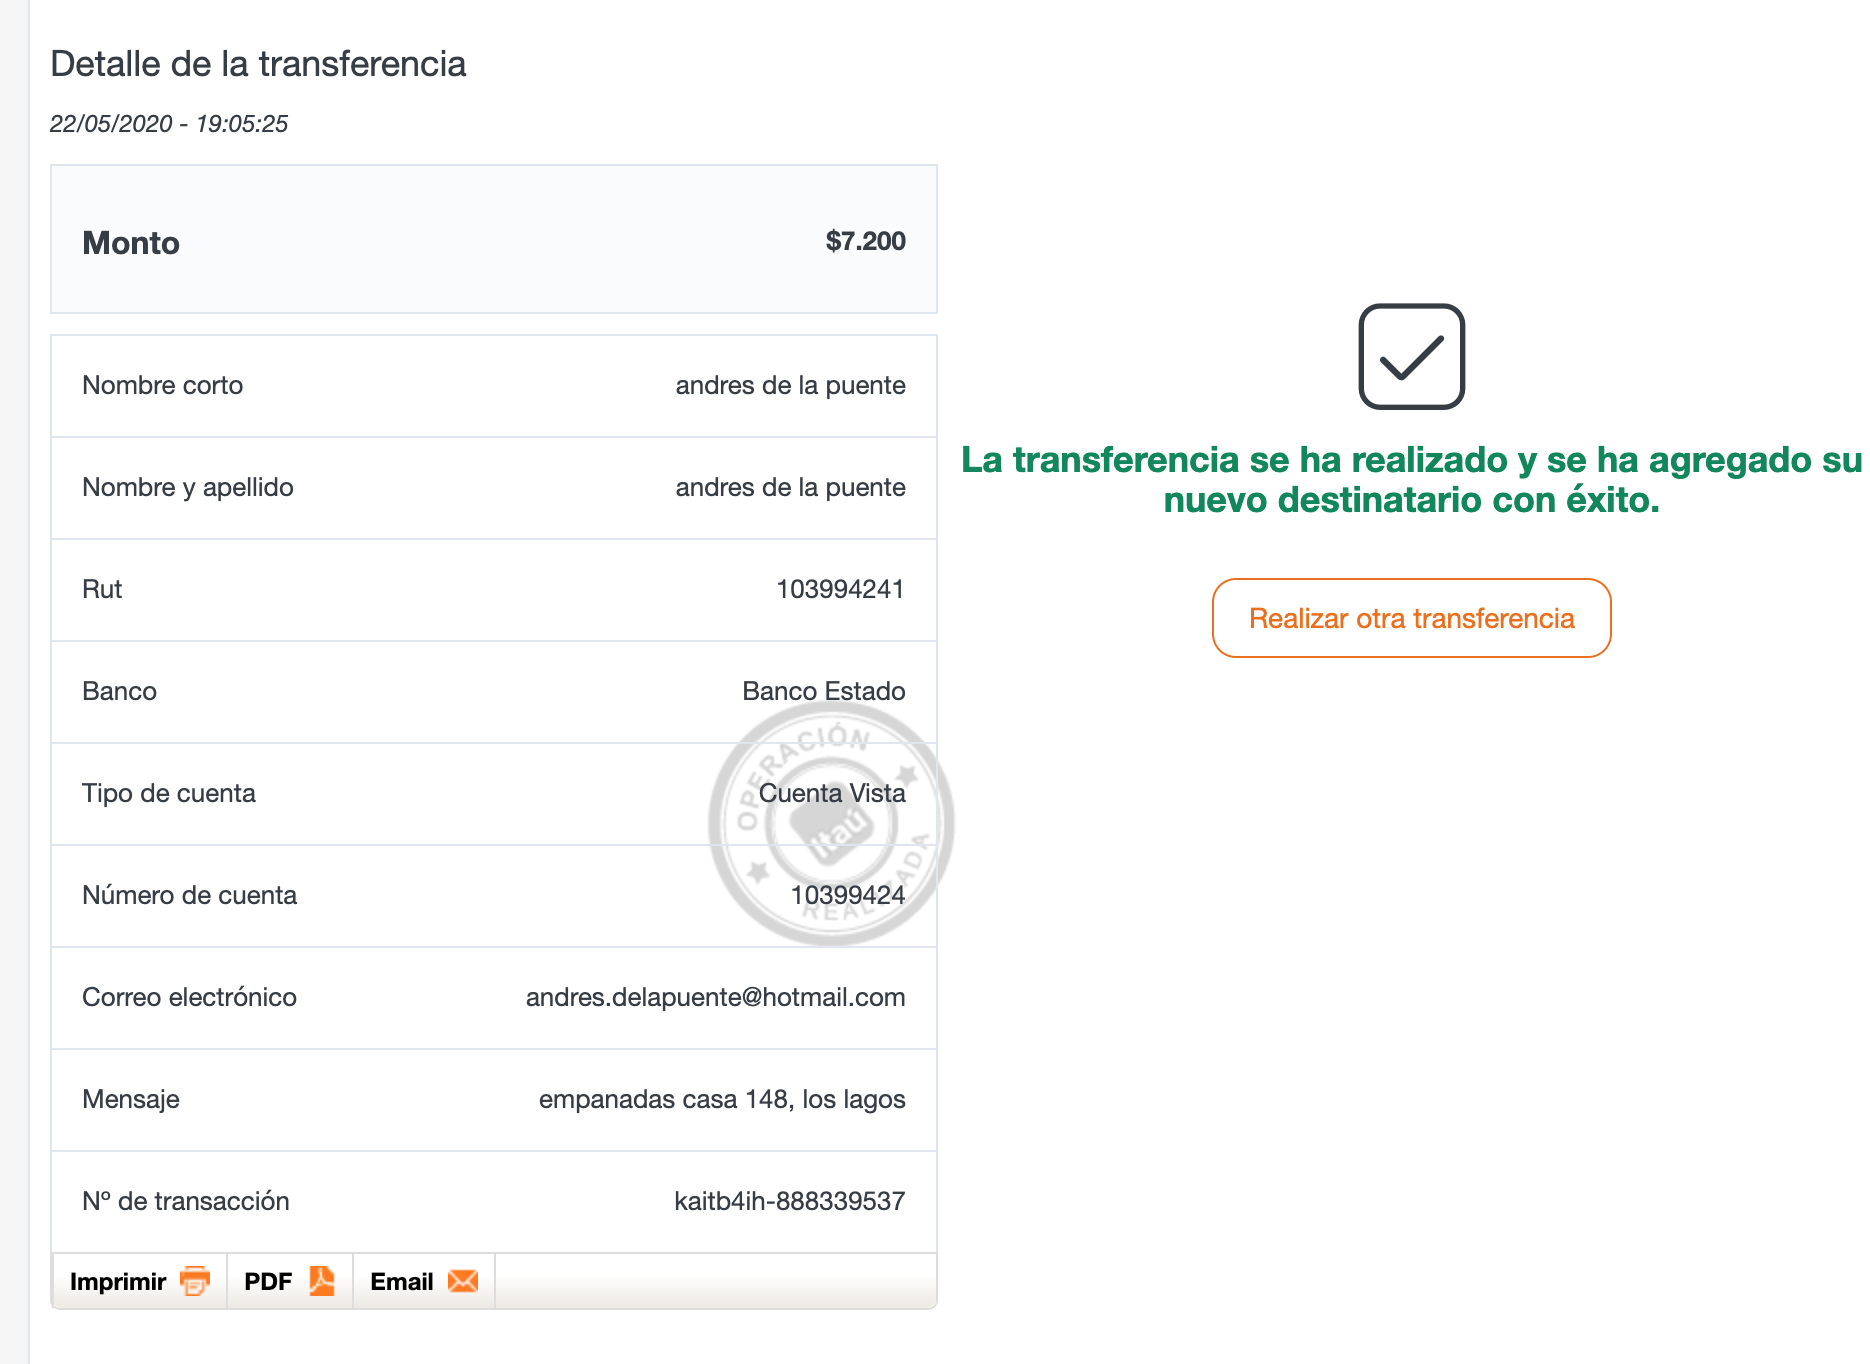 Detalle de la transferencia
22/05/2020 - 19:05:25
Monto $7.200
Nombre corto andres de la puente
Nombre y apellido andres de la puente
Rut 103994241
Banco Banco Estado
Tipo de cuenta Cuenta Vista
Número de cuenta 10399424
Correo electrónico andres.delapuente@hotmail.com
Mensaje empanadas casa 148, los lagos
Nº de transacción kaitb4ih-888339537
OPERACIÓN
Itaú
REALIZADA
Imprimir PDF Email
La transferencia se ha realizado y se ha agregado su
nuevo destinatario con éxito.
Realizar otra transferencia